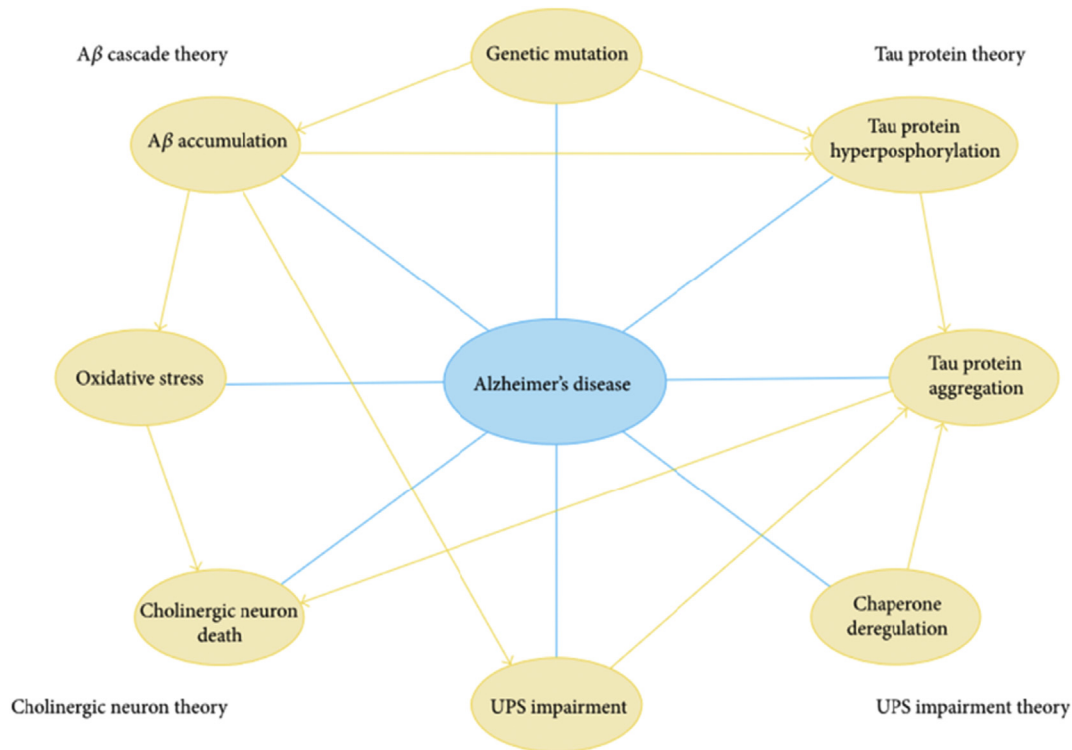 Aβ cascade theory
Genetic mutation
Tau protein theory
Aβ accumulation
Tau protein
hyperposphorylation
Oxidative stress
Alzheimer's disease
Tau protein
aggregation
Cholinergic neuron
death
Chaperone
deregulation
Cholinergic neuron theory
UPS impairment
UPS impairment theory